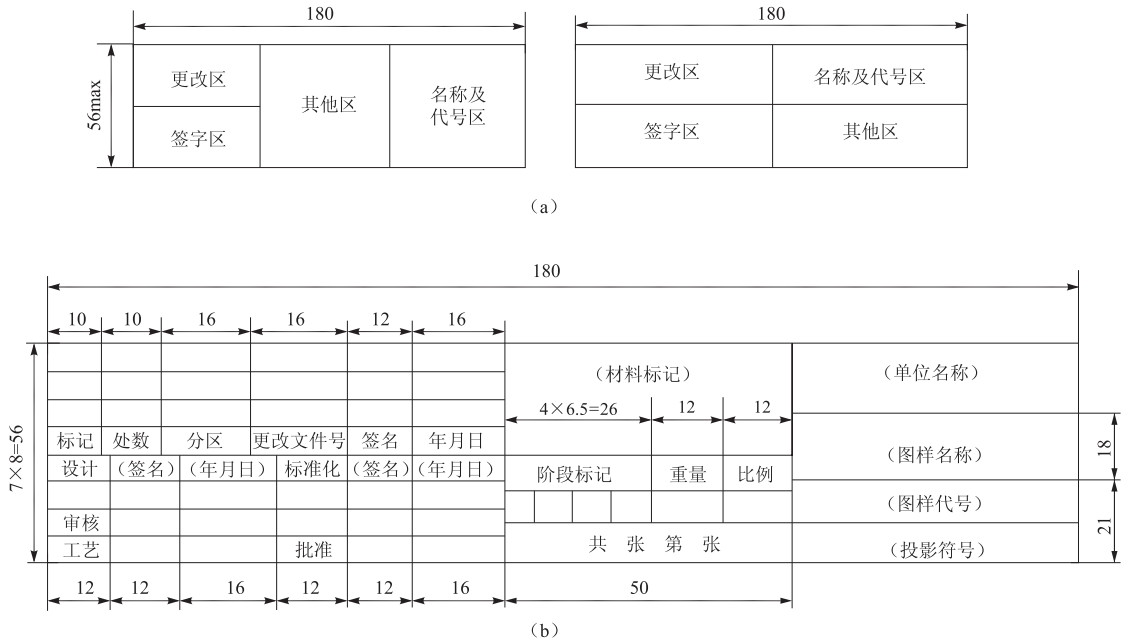 180
180
56max
更改区
其他区
名称及
代号区
签字区
更改区
名称及代号区
签字区
其他区
（a）
180
10
10
16
16
12
16
7×8=56
（材料标记）
（单位名称）
4×6.5=26
12
12
标记
处数
分区
更改文件号
签名
年月日
（图样名称）
18
设计
（签名）
（年月日）
标准化
（签名）
（年月日）
阶段标记
重量
比例
（图样代号）
审核
21
工艺
批准
共 张 第 张
（投影符号）
12
12
16
12
12
16
50
（b）